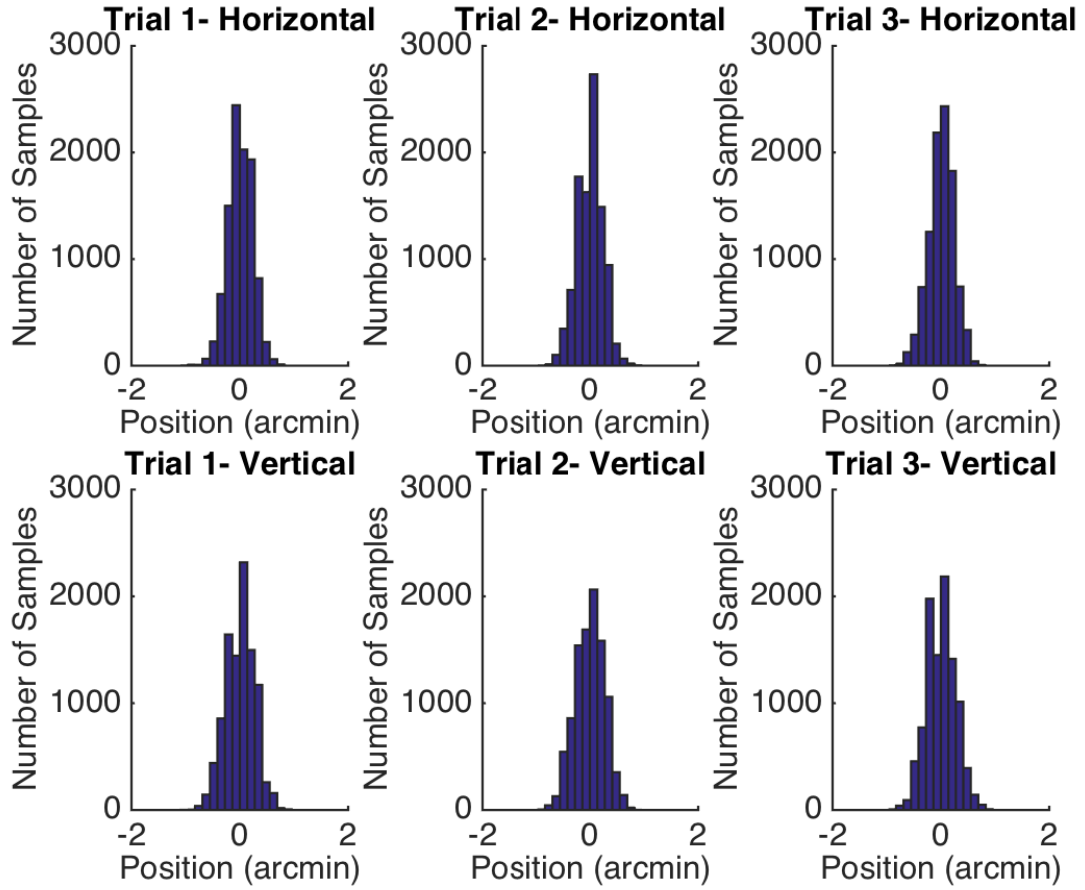 Trial 1- Horizontal
Number of Samples
3000
2000
1000
0
-2 0 2
Position (arcmin)
Trial 2- Horizontal
Number of Samples
3000
2000
1000
0
-2 0 2
Position (arcmin)
Trial 3- Horizontal
Number of Samples
3000
2000
1000
0
-2 0 2
Position (arcmin)
Trial 1- Vertical
Number of Samples
3000
2000
1000
0
-2 0 2
Position (arcmin)
Trial 2- Vertical
Number of Samples
3000
2000
1000
0
-2 0 2
Position (arcmin)
Trial 3- Vertical
Number of Samples
3000
2000
1000
0
-2 0 2
Position (arcmin)